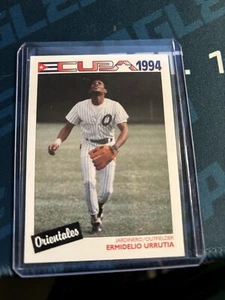 CUBA 1994
Orientales
JARDINERO/OUTFIELDER
ERMIDELIO URRUTIA